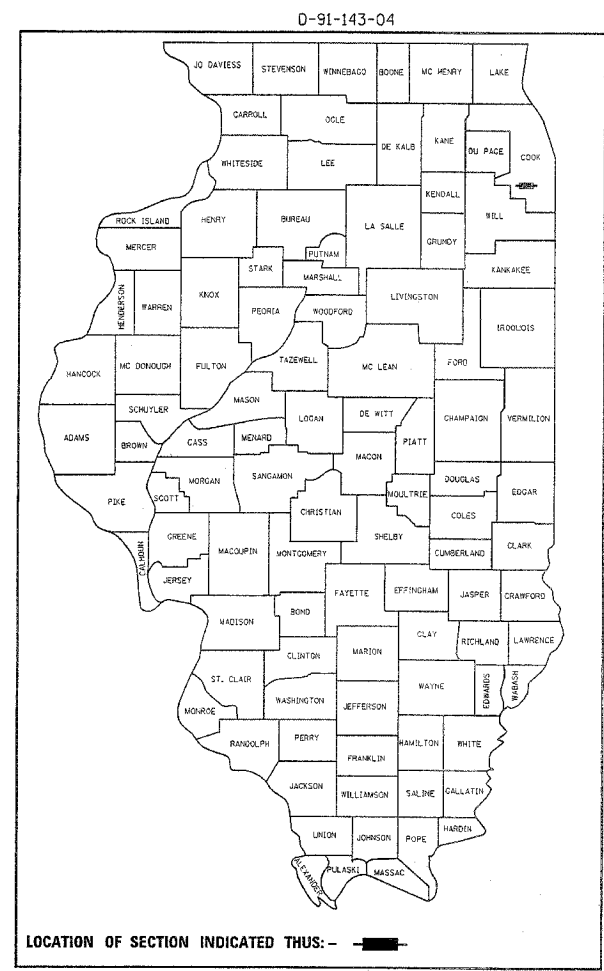 D-91-143-04
JO DAVIESS STEVENSON WINNEBAGO BOONE MC HENRY LAKE
CARROLL OGLE
DE KALB KANE DU PAGE COOK
WHITESIDE LEE
KENDALL WILL
ROCK ISLAND HENRY BUREAU LA SALLE
MERCER PUTNAM GRUNDY
STARK MARSHALL KANKAKEE
HENDERSON WARREN KNOX PEORIA WOODFORD LIVINGSTON IROQUOIS
HANCOCK MC DONOUGH FULTON TAZEWELL MC LEAN FORD
MASON
SCHUYLER LOGAN DE WITT CHAMPAIGN VERMILION
ADAMS BROWN CASS MENARD PIATT
MACON
MORGAN SANGAMON DOUGLAS
PIKE SCOTT MOULTRIE EDGAR
CHRISTIAN COLES
GREENE SHELBY
CALHOUN MACOUPIN MONTGOMERY CUMBERLAND CLARK
JERSEY
FAYETTE EFFINGHAM JASPER CRAWFORD
BOND
MADISON CLAY RICHLAND LAWRENCE
CLINTON MARION
ST. CLAIR WAYNE EDWARDS WABASH
WASHINGTON JEFFERSON
MONROE
RANDOLPH PERRY HAMILTON WHITE
FRANKLIN
JACKSON WILLIAMSON SALINE GALLATIN
UNION JOHNSON POPE HARDIN
ALEXANDER PULASKI MASSAC
LOCATION OF SECTION INDICATED THUS: -